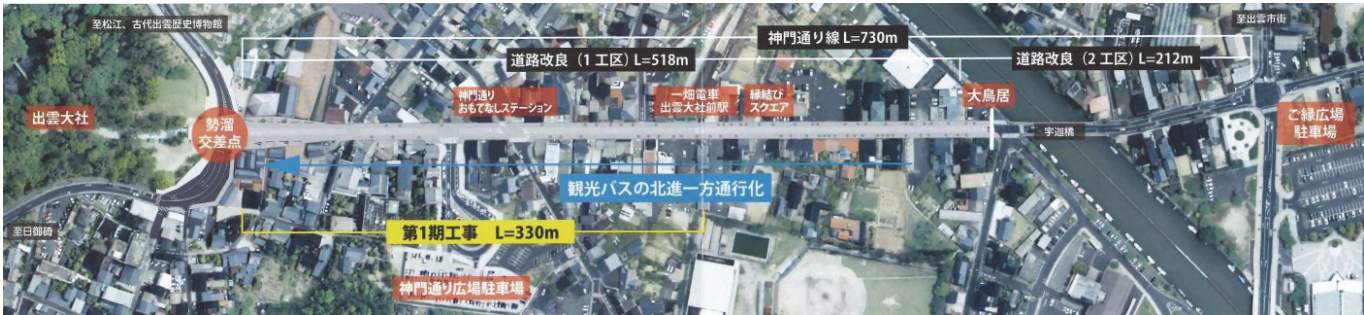 至松江、古代出雲歴史博物館
至出雲市街
神門通り線 L=730m
道路改良（1工区）L=518m
道路改良（2工区）L=212m
神門通り
おもてなしステーション
一畑電車
出雲大社前駅
縁結び
スクエア
大鳥居
出雲大社
勢溜
交差点
ご縁広場
駐車場
宇迦橋
観光バスの北進一方通行化
至日御碕
第1期工事 L=330m
神門通り広場駐車場